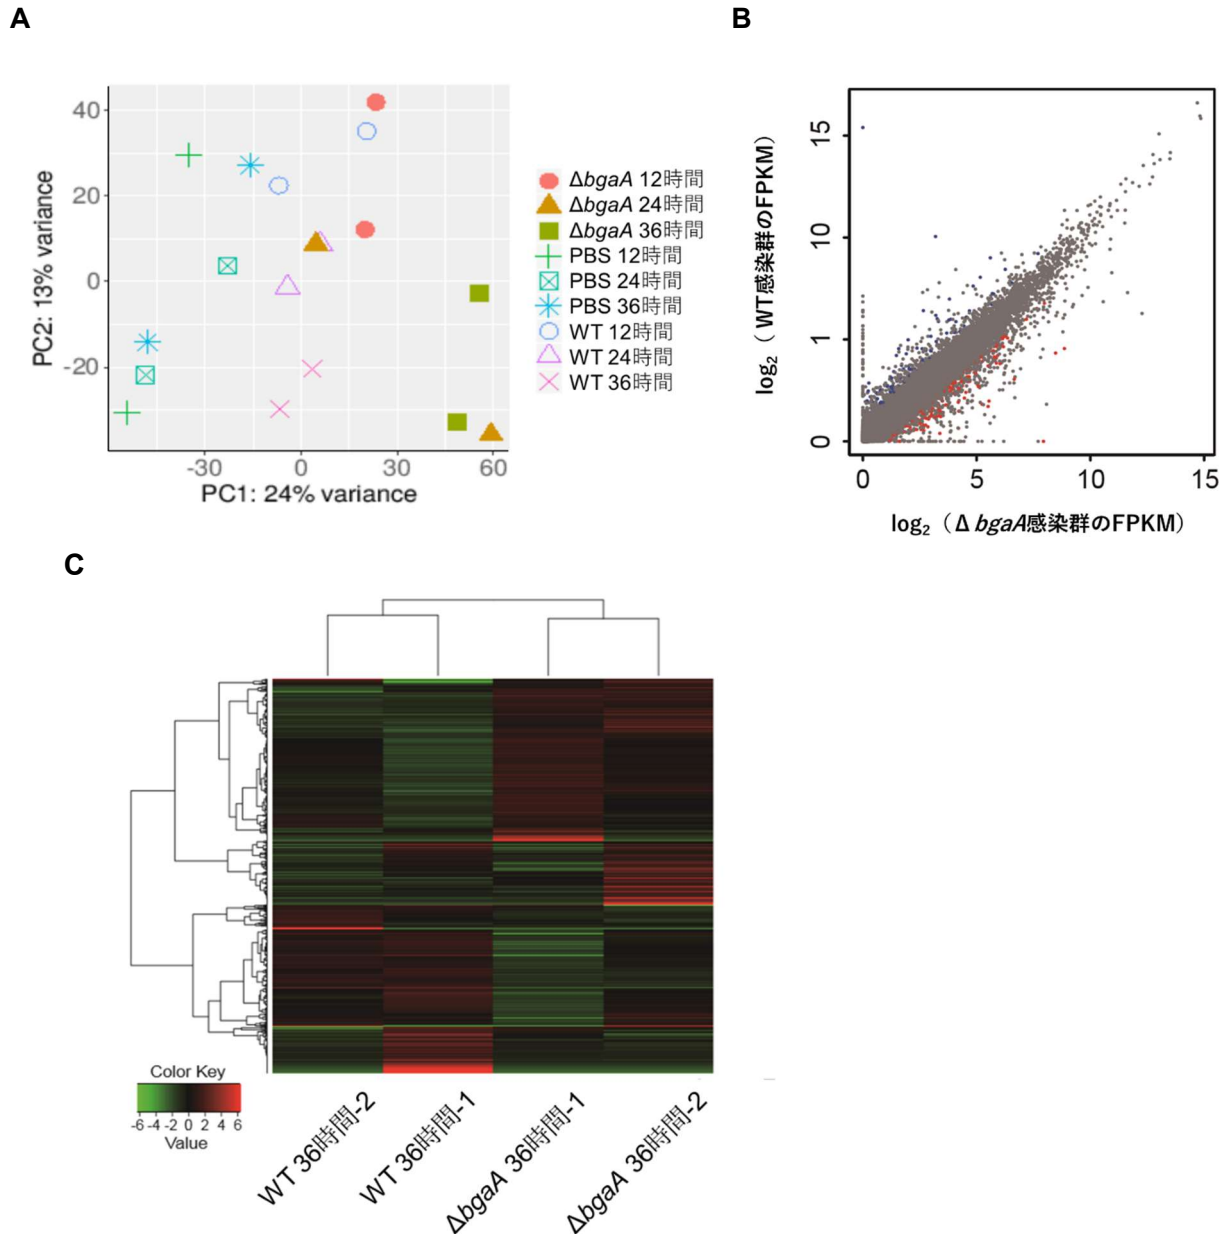 A
B
40
20
0
-20
PC2: 13% variance
-30
0
30
60
PC1: 24% variance
ΔbgaA 12時間
ΔbgaA 24時間
ΔbgaA 36時間
PBS 12時間
PBS 24時間
PBS 36時間
WT 12時間
WT 24時間
WT 36時間
15
10
1
0
log₂（WT感染群のFPKM）
0
5
10
15
log₂（Δ bgaA感染群のFPKM）
C
Color Key
-6 -4 -2 0 2 4 6
Value
WT 36時間-2
WT 36時間-1
ΔbgaA 36時間-1
ΔbgaA 36時間-2